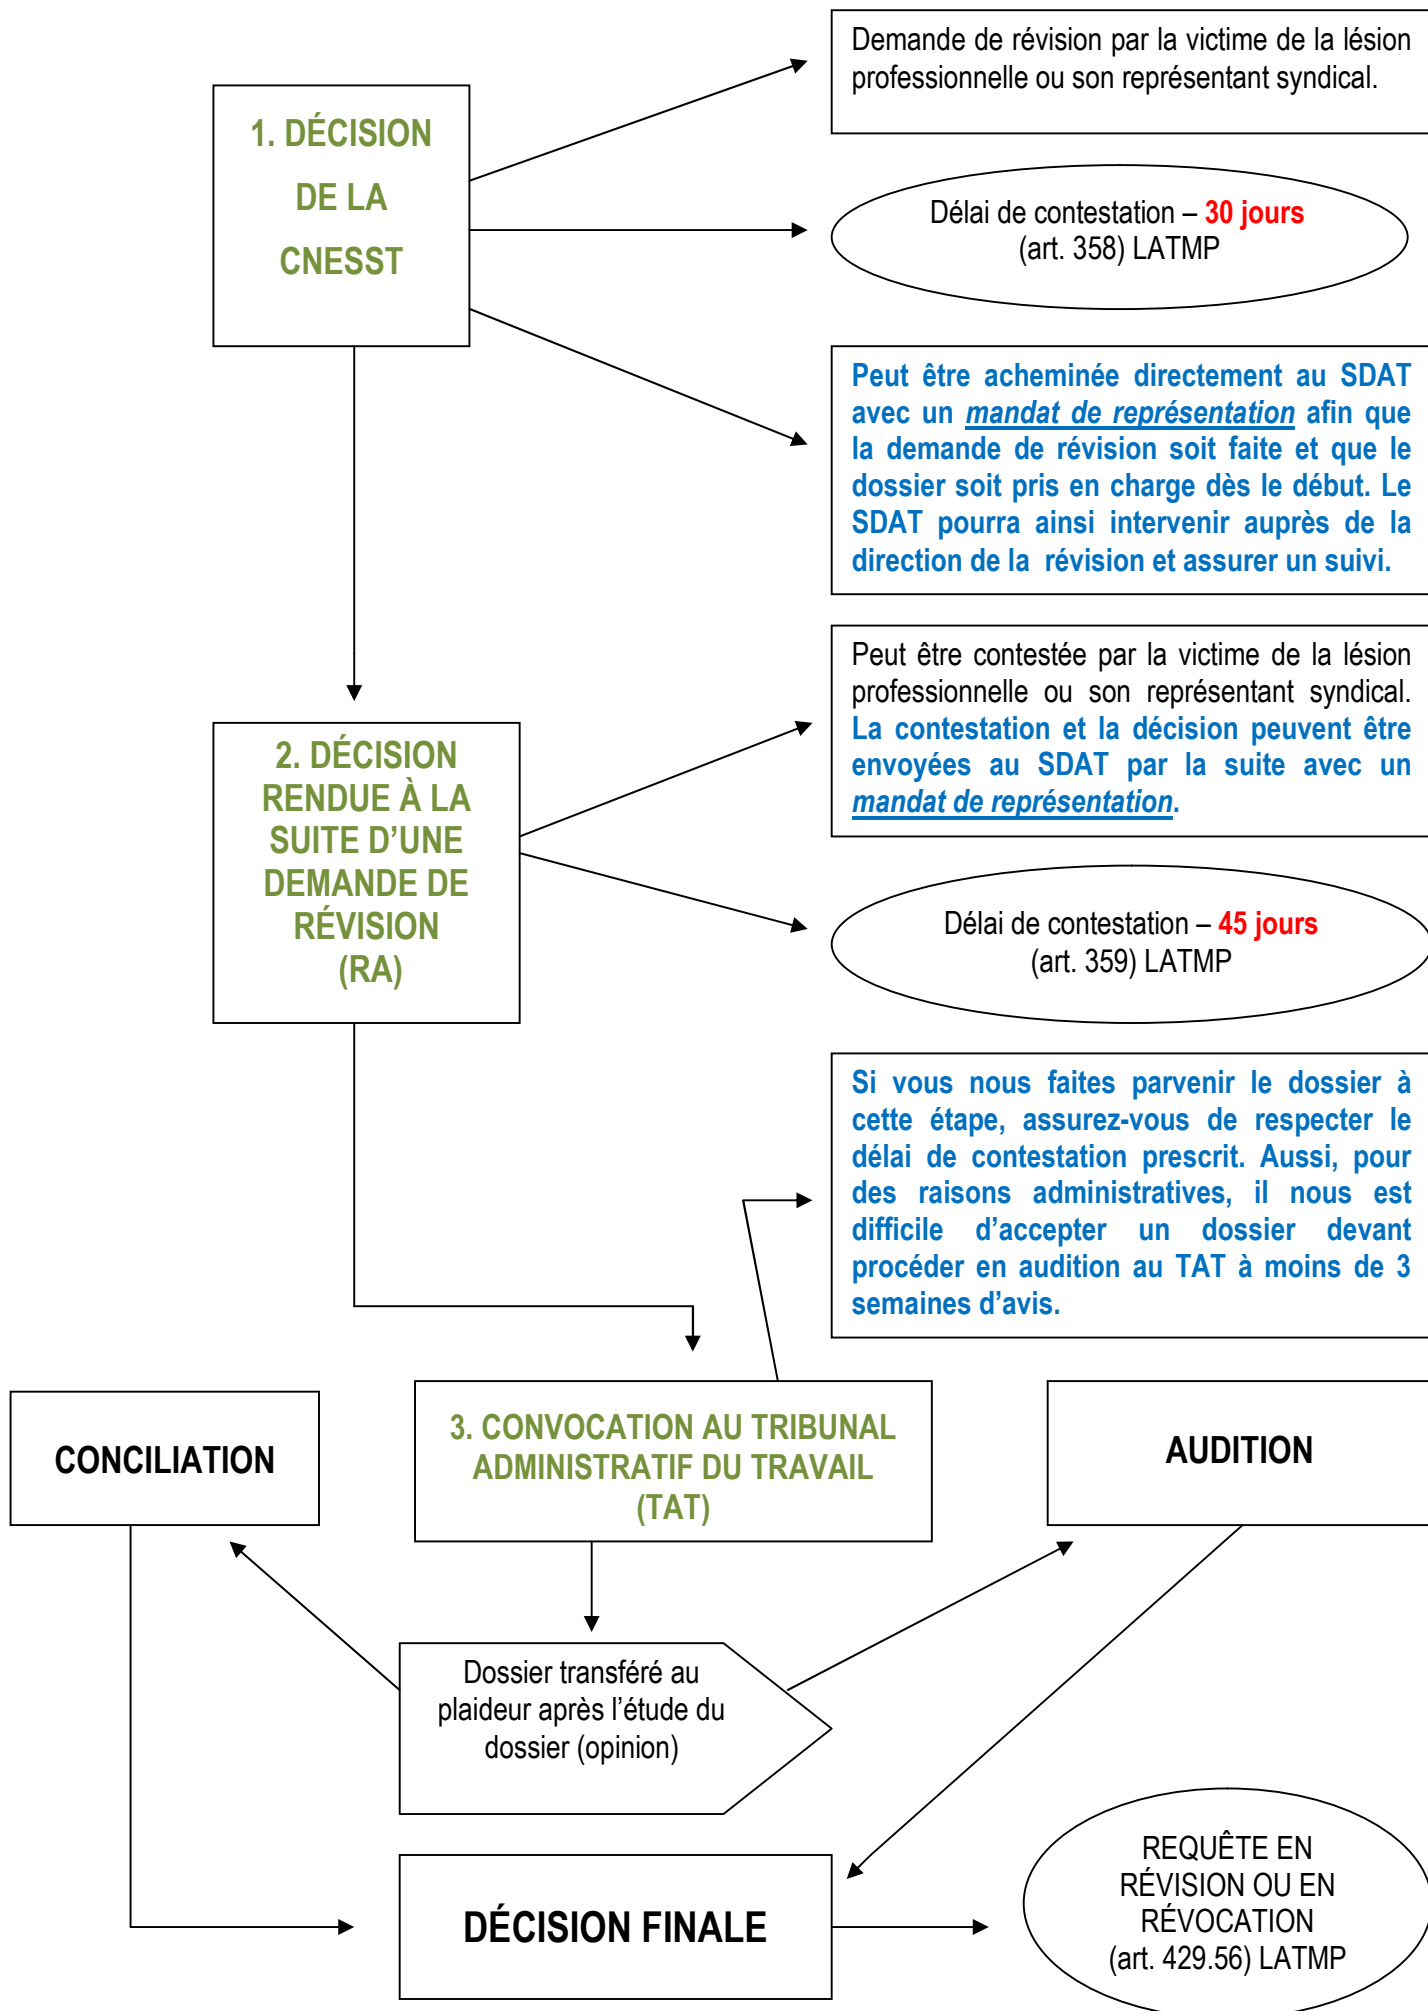 Demande de révision par la victime de la lésion
professionnelle ou son représentant syndical.
1. DÉCISION
DE LA
CNESST
Délai de contestation – 30 jours
(art. 358) LATMP
Peut être acheminée directement au SDAT
avec un mandat de représentation afin que
la demande de révision soit faite et que le
dossier soit pris en charge dès le début. Le
SDAT pourra ainsi intervenir auprès de la
direction de la révision et assurer un suivi.
Peut être contestée par la victime de la lésion
professionnelle ou son représentant syndical.
La contestation et la décision peuvent être
envoyées au SDAT par la suite avec un
mandat de représentation.
2. DÉCISION
RENDUE À LA
SUITE D’UNE
DEMANDE DE
RÉVISION
(RA)
Délai de contestation – 45 jours
(art. 359) LATMP
Si vous nous faites parvenir le dossier à
cette étape, assurez-vous de respecter le
délai de contestation prescrit. Aussi, pour
des raisons administratives, il nous est
difficile d’accepter un dossier devant
procéder en audition au TAT à moins de 3
semaines d’avis.
CONCILIATION
3. CONVOCATION AU TRIBUNAL
ADMINISTRATIF DU TRAVAIL
(TAT)
AUDITION
Dossier transféré au
plaideur après l’étude du
dossier (opinion)
DÉCISION FINALE
REQUÊTE EN
RÉVISION OU EN
RÉVOCATION
(art. 429.56) LATMP